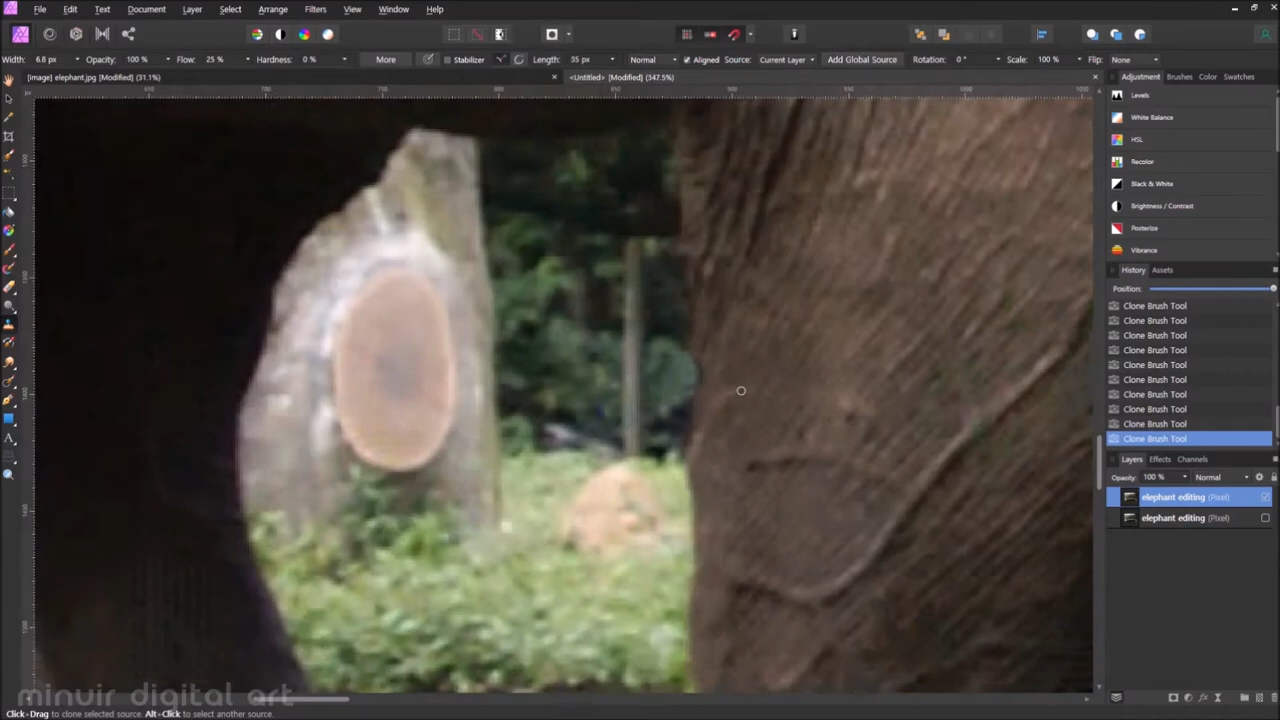 File Edit Text Document Layer Select Arrange Filters View Window Help
Width: 6.8 px Opacity: 100 % Flow: 25 % Hardness: 0 % More Stabilizer Length: 35 px Normal Aligned Source: Current Layer Add Global Source Rotation: 0 ° Scale: 100 % Flip: None
[Image] elephant.jpg [Modified] (31.1%) <Untitled> [Modified] (347.5%)
Adjustment Brushes Color Swatches
px
Levels
White Balance
HSL
Recolor
Black & White
Brightness / Contrast
Posterize
Vibrance
History Assets
Position:
Clone Brush Tool
Clone Brush Tool
Clone Brush Tool
Clone Brush Tool
Clone Brush Tool
Clone Brush Tool
Clone Brush Tool
Clone Brush Tool
Clone Brush Tool
Clone Brush Tool
Layers Effects Channels
Opacity: 100 % Normal
elephant editing (Pixel)
elephant editing (Pixel)
minuir digital art
Click+Drag to clone selected source. Alt+Click to select another source.